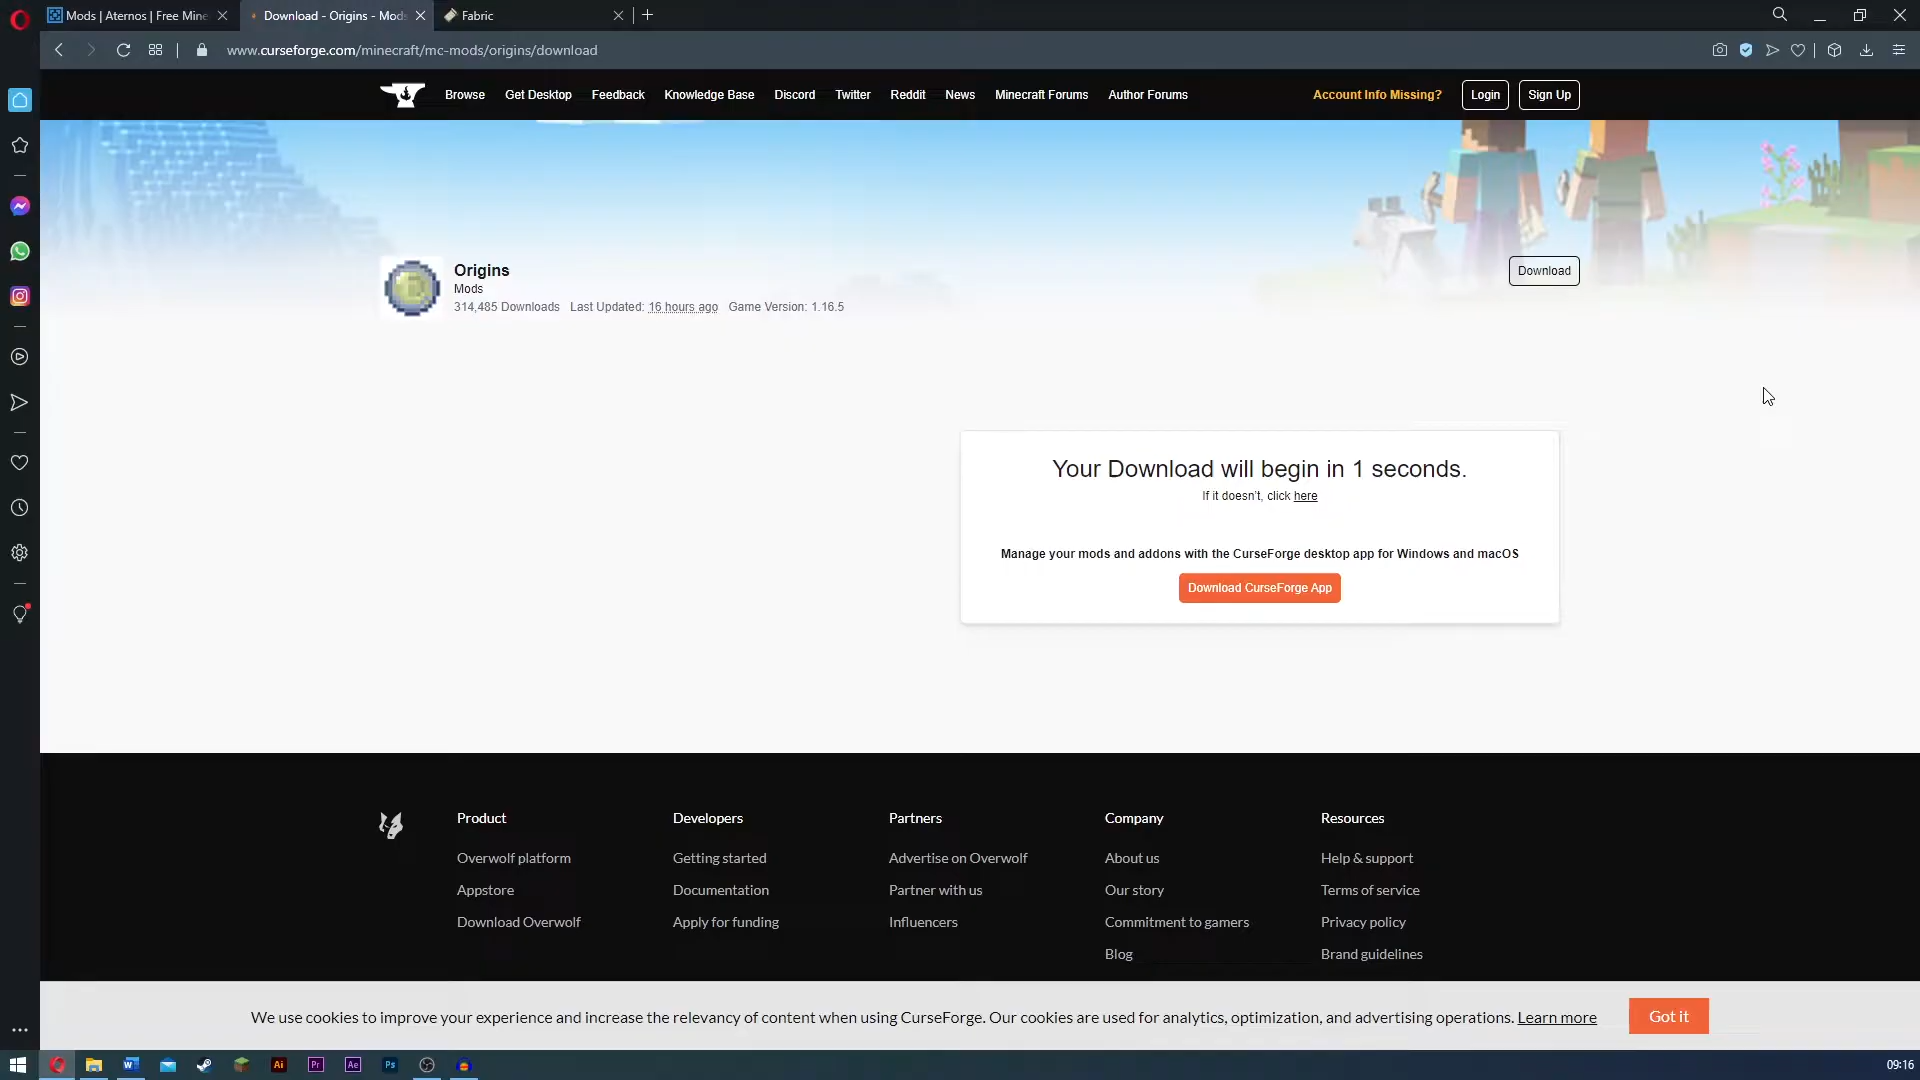 Mods | Aternos | Free Mine
Download - Origins - Mods
Fabric
www.curseforge.com/minecraft/mc-mods/origins/download
Browse
Get Desktop
Feedback
Knowledge Base
Discord
Twitter
Reddit
News
Minecraft Forums
Author Forums
Account Info Missing?
Login
Sign Up
Origins
Mods
314,485 Downloads Last Updated: 16 hours ago Game Version: 1.16.5
Download
Your Download will begin in 1 seconds.
If it doesn't, click here
Manage your mods and addons with the CurseForge desktop app for Windows and macOS
Download CurseForge App
Product
Overwolf platform
Appstore
Download Overwolf
Developers
Getting started
Documentation
Apply for funding
Partners
Advertise on Overwolf
Partner with us
Influencers
Company
About us
Our story
Commitment to gamers
Blog
Resources
Help & support
Terms of service
Privacy policy
Brand guidelines
We use cookies to improve your experience and increase the relevancy of content when using CurseForge. Our cookies are used for analytics, optimization, and advertising operations. Learn more
Got it
W
Ai
Pr
Ae
Ps
09:16